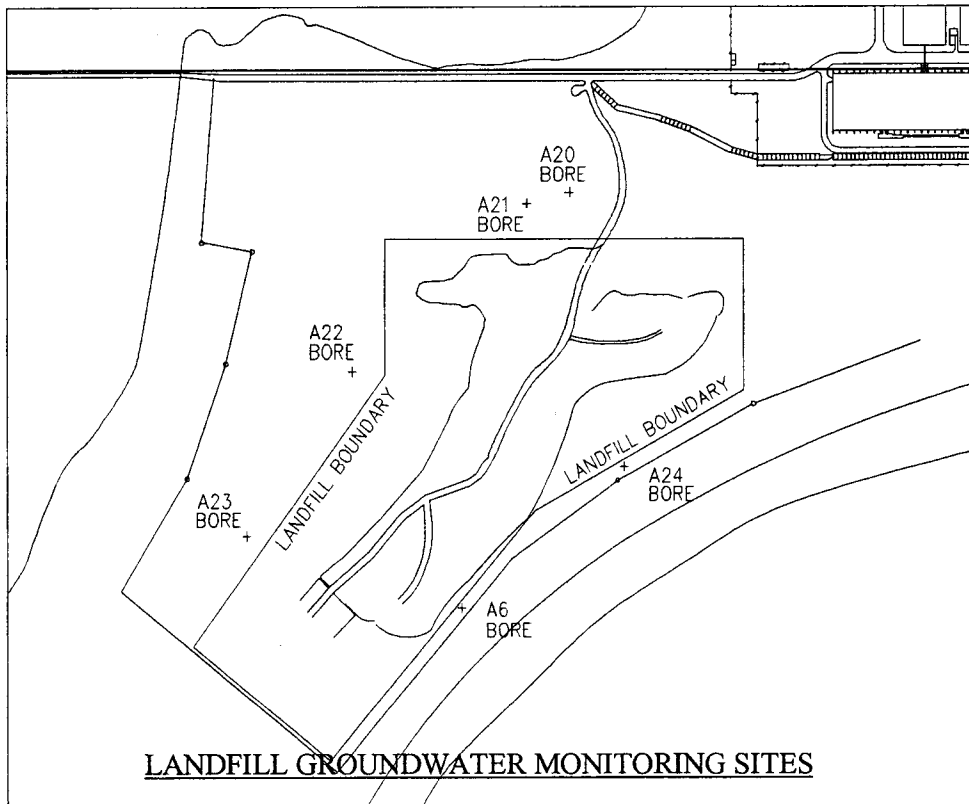 A20
BORE
A21
BORE
A22
BORE
LANDFILL BOUNDARY
LANDFILL BOUNDARY
A24
BORE
A23
BORE
A6
BORE
LANDFILL GROUNDWATER MONITORING SITES